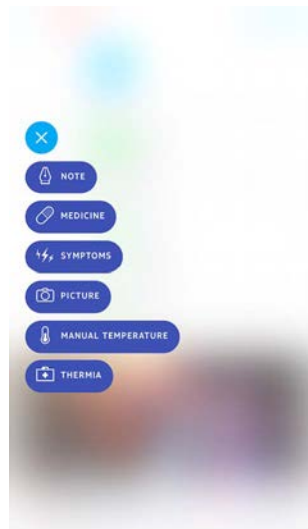 NOTE
MEDICINE
SYMPTOMS
PICTURE
MANUAL TEMPERATURE
THERMIA